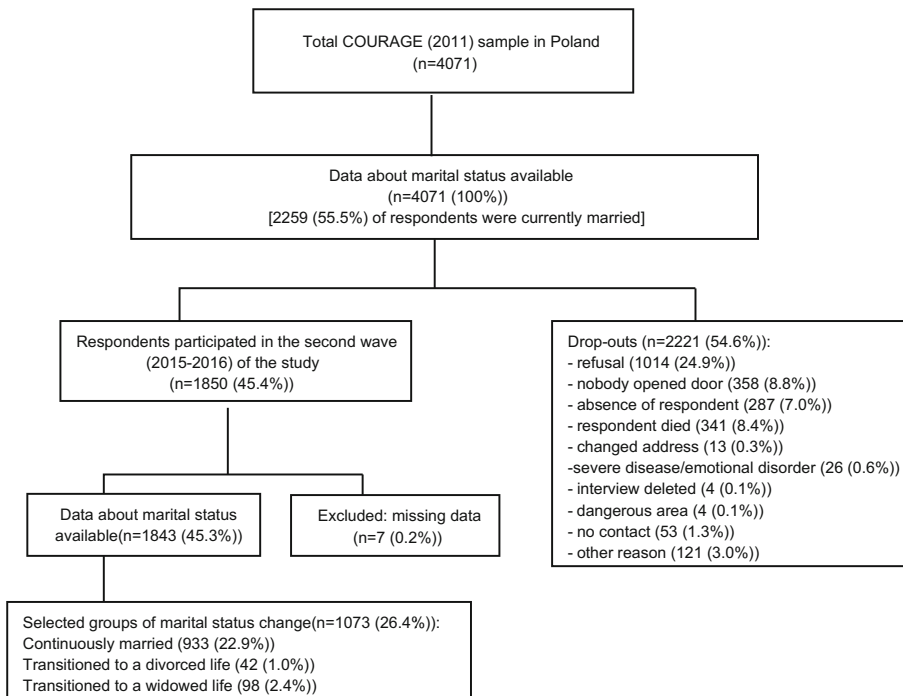 Total COURAGE (2011) sample in Poland
(n=4071)
Data about marital status available
(n=4071 (100%))
[2259 (55.5%) of respondents were currently married]
Respondents participated in the second wave
(2015-2016) of the study
(n=1850 (45.4%))
Drop-outs (n=2221 (54.6%)):
- refusal (1014 (24.9%)
- nobody opened door (358 (8.8%))
- absence of respondent (287 (7.0%))
- respondent died (341 (8.4%))
- changed address (13 (0.3%))
-severe disease/emotional disorder (26 (0.6%))
- interview deleted (4 (0.1%))
- dangerous area (4 (0.1%))
- no contact (53 (1.3%))
- other reason (121 (3.0%))
Data about marital status
available(n=1843 (45.3%))
Excluded: missing data
(n=7 (0.2%))
Selected groups of marital status change(n=1073 (26.4%)):
Continuously married (933 (22.9%))
Transitioned to a divorced life (42 (1.0%))
Transitioned to a widowed life (98 (2.4%))